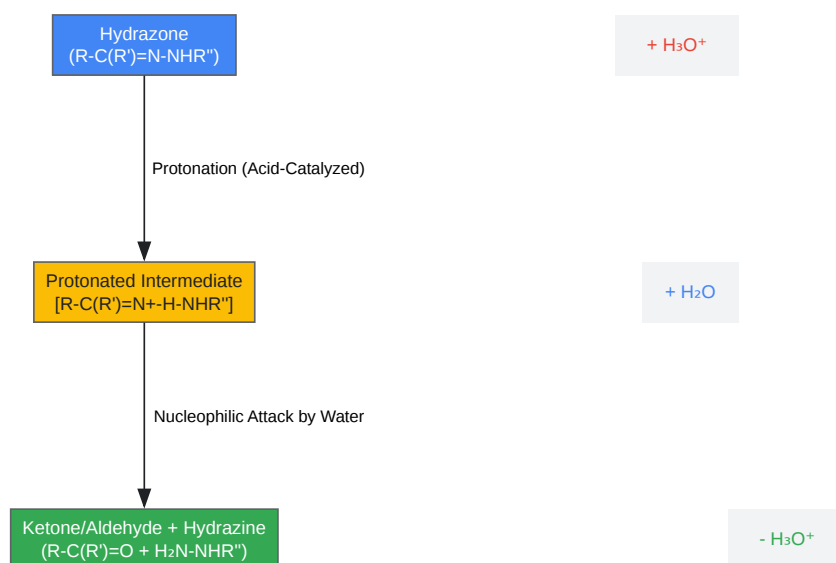 Hydrazone
(R-C(R')=N-NHR")
+ H₃O⁺
Protonation (Acid-Catalyzed)
Protonated Intermediate
[R-C(R')=N+-H-NHR"]
+ H₂O
Nucleophilic Attack by Water
Ketone/Aldehyde + Hydrazine
(R-C(R')=O + H₂N-NHR")
- H₃O⁺